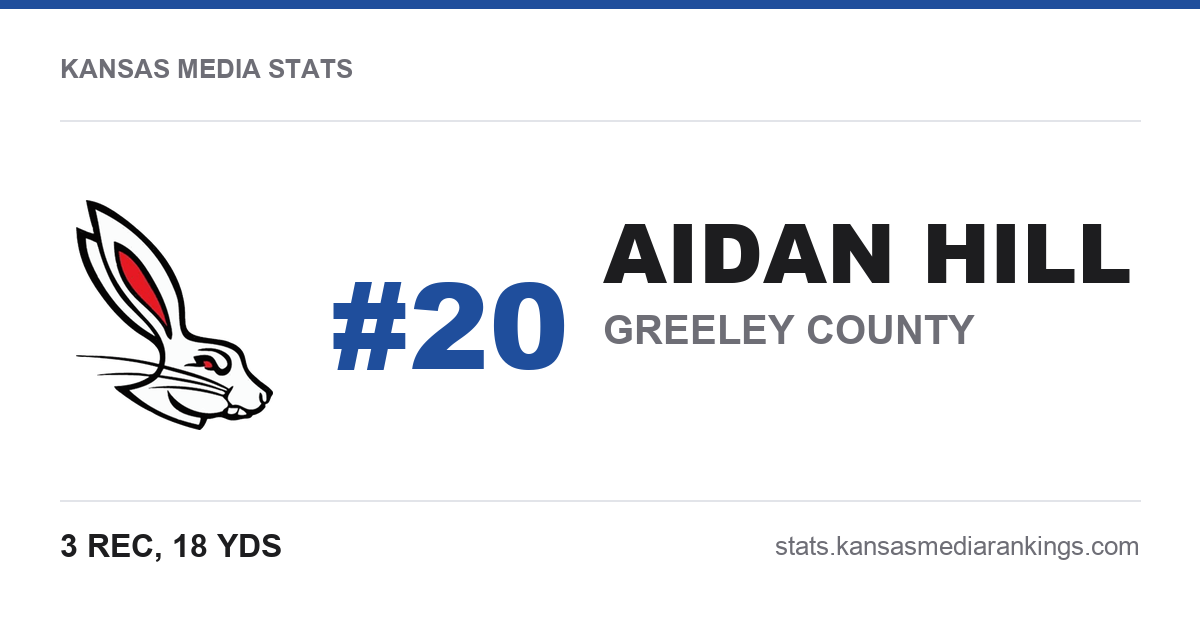 KANSAS MEDIA STATS
#20
AIDAN HILL
GREELEY COUNTY
3 REC, 18 YDS
stats.kansasmediarankings.com